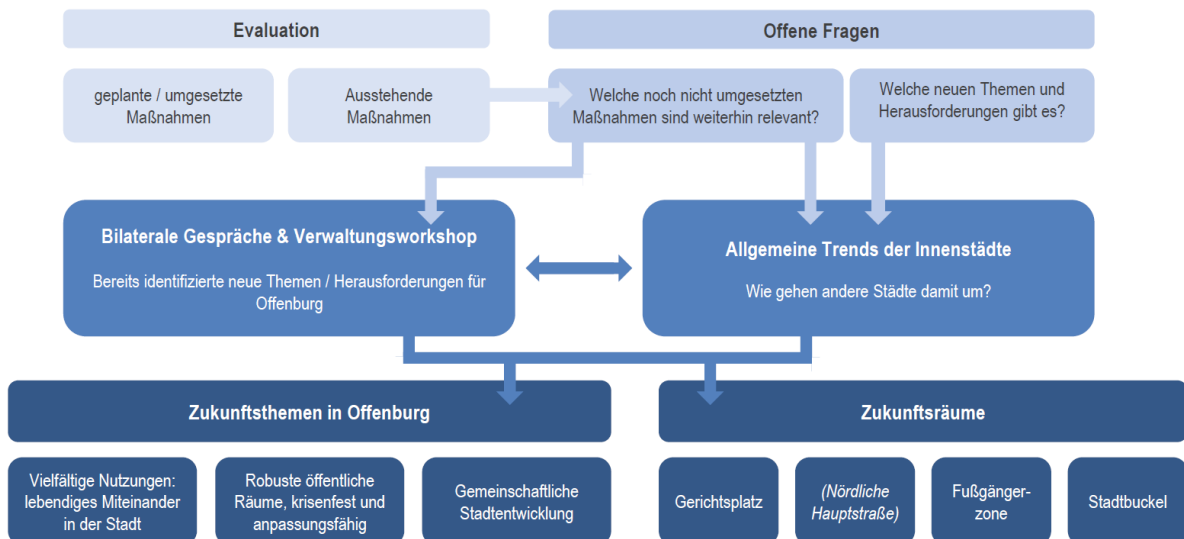 Evaluation
Offene Fragen
geplante / umgesetzte
Maßnahmen
Ausstehende
Maßnahmen
Welche noch nicht umgesetzten
Maßnahmen sind weiterhin relevant?
Welche neuen Themen und
Herausforderungen gibt es?
Bilaterale Gespräche & Verwaltungsworkshop
Bereits identifizierte neue Themen / Herausforderungen für
Offenburg
Allgemeine Trends der Innenstädte
Wie gehen andere Städte damit um?
Zukunftsthemen in Offenburg
Zukunftsräume
Vielfältige Nutzungen:
lebendiges Miteinander
in der Stadt
Robuste öffentliche
Räume, krisenfest und
anpassungsfähig
Gemeinschaftliche
Stadtentwicklung
Gerichtsplatz
(Nördliche
Hauptstraße)
Fußgänger-
zone
Stadtbuckel